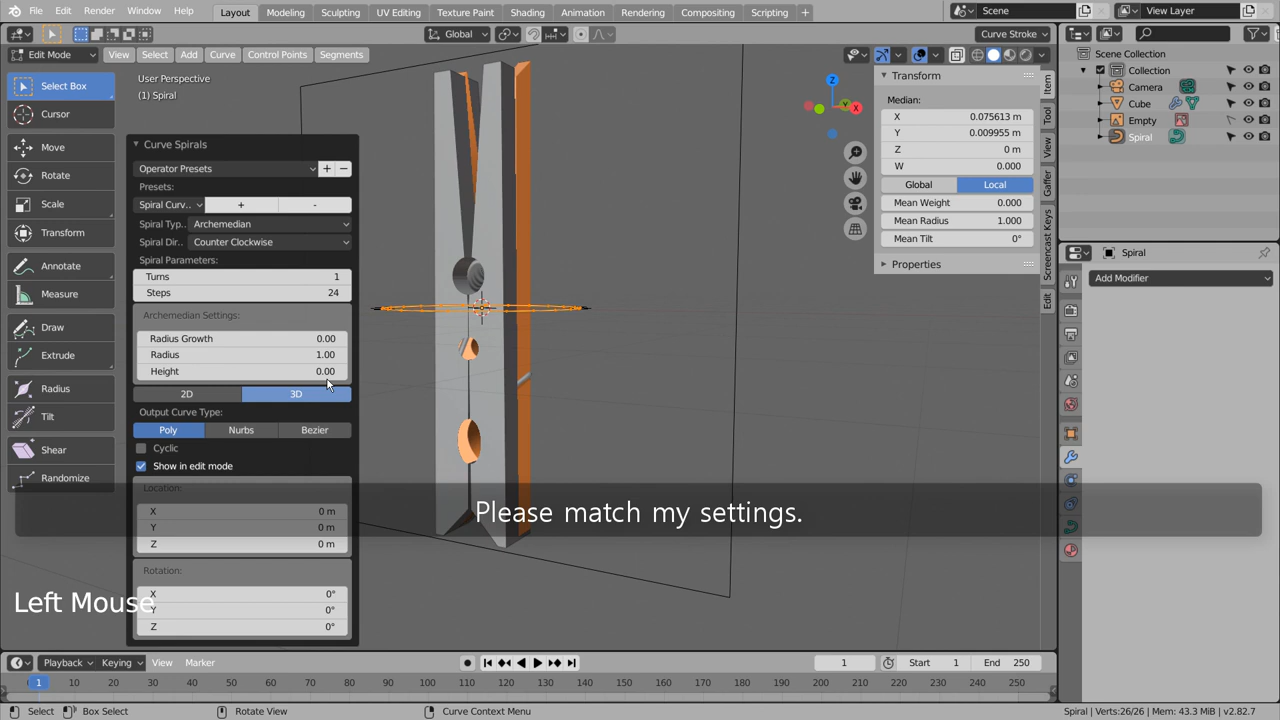 File Edit Render Window Help Layout Modeling Sculpting UV Editing Texture Paint Shading Animation Rendering Compositing Scripting + Scene View Layer
Global Curve Stroke
Edit Mode View Select Add Curve Control Points Segments
Scene Collection
Collection
Camera
Cube
Empty
Spiral
User Perspective
(1) Spiral
Select Box
Cursor
Move
Rotate
Scale
Transform
Annotate
Measure
Draw
Extrude
Radius
Tilt
Shear
Randomize
Curve Spirals
Operator Presets + −
Presets:
Spiral Curv.. + -
Spiral Typ.. Archemedian
Spiral Dir.. Counter Clockwise
Spiral Parameters:
Turns 1
Steps 24
Archemedian Settings:
Radius Growth 0.00
Radius 1.00
Height 0.00
2D 3D
Output Curve Type:
Poly Nurbs Bezier
Cyclic
Show in edit mode
Location:
X 0 m
Y 0 m
Z 0 m
Rotation:
X 0°
Y 0°
Z 0°
Z
Y
X
Transform
Median:
X 0.075613 m
Y 0.009955 m
Z 0 m
W 0.000
Global Local
Mean Weight 0.000
Mean Radius 1.000
Mean Tilt 0°
Properties
Item
Tool
View
Gaffer
Screencast Keys
Edit
Spiral
Add Modifier
Please match my settings.
Left Mouse
Playback Keying View Marker 1 Start 1 End 250
1 10 20 30 40 50 60 70 80 90 100 110 120 130 140 150 160 170 180 190 200 210 220 230 240 250
Select Box Select Rotate View Curve Context Menu Spiral | Verts:26/26 | Mem: 43.3 MiB | v2.82.7